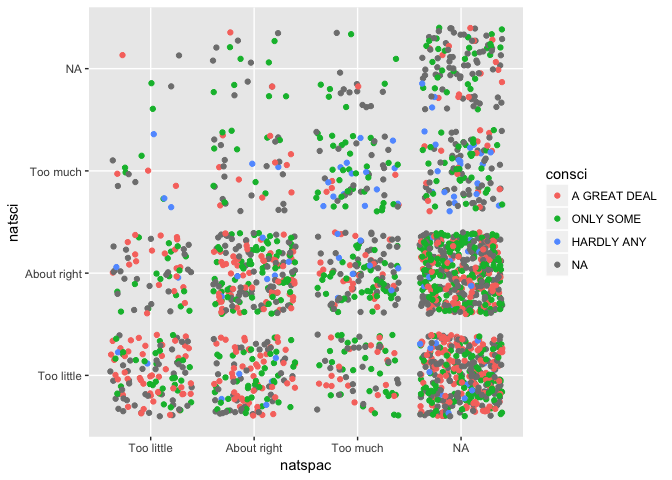 natsci
NA
Too much
About right
Too little
Too little
About right
Too much
NA
natspac
consci
A GREAT DEAL
ONLY SOME
HARDLY ANY
NA